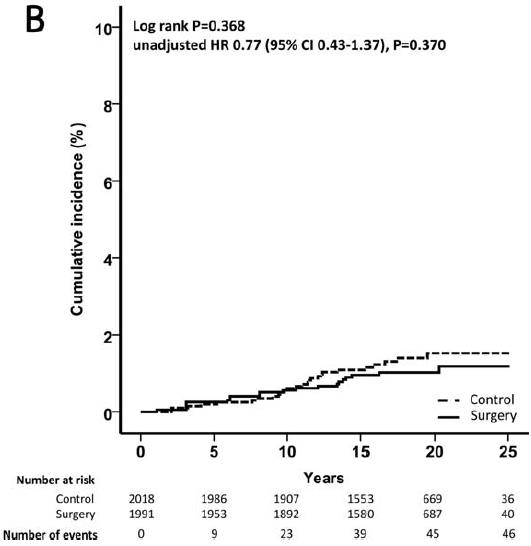 B
Log rank P=0.368
unadjusted HR 0.77 (95% CI 0.43-1.37), P=0.370
Cumulative incidence (%)
10
8
6
4
2
0
Control
Surgery
0 5 10 15 20 25
Years
Number at risk
Control 2018 1986 1907 1553 669 36
Surgery 1991 1953 1892 1580 687 40
Number of events 0 9 23 39 45 46